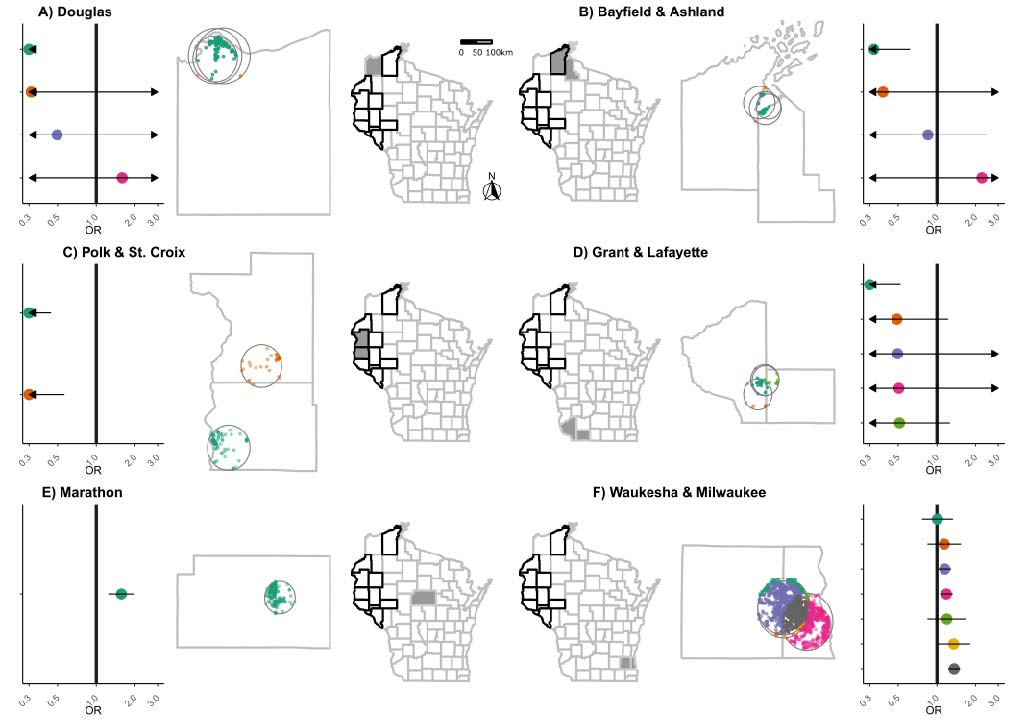 A) Douglas
B) Bayfield & Ashland
0 50 100km
N
0.3 0.5 1.0 2.0 3.0
OR
0.3 0.5 1.0 2.0 3.0
OR
C) Polk & St. Croix
D) Grant & Lafayette
0.3 0.5 1.0 2.0 3.0
OR
0.3 0.5 1.0 2.0 3.0
OR
E) Marathon
F) Waukesha & Milwaukee
0.3 0.5 1.0 2.0 3.0
OR
0.3 0.5 1.0 2.0 3.0
OR